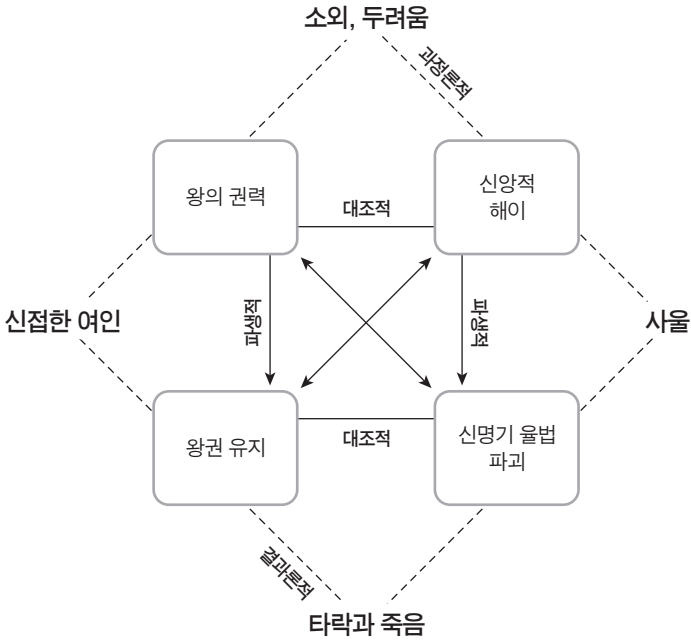 소외, 두려움
과정론적
왕의 권력
신앙적
해이
대조적
신접한 여인
파생적
파생적
사울
왕권 유지
대조적
신명기 율법
파괴
결과론적
타락과 죽음